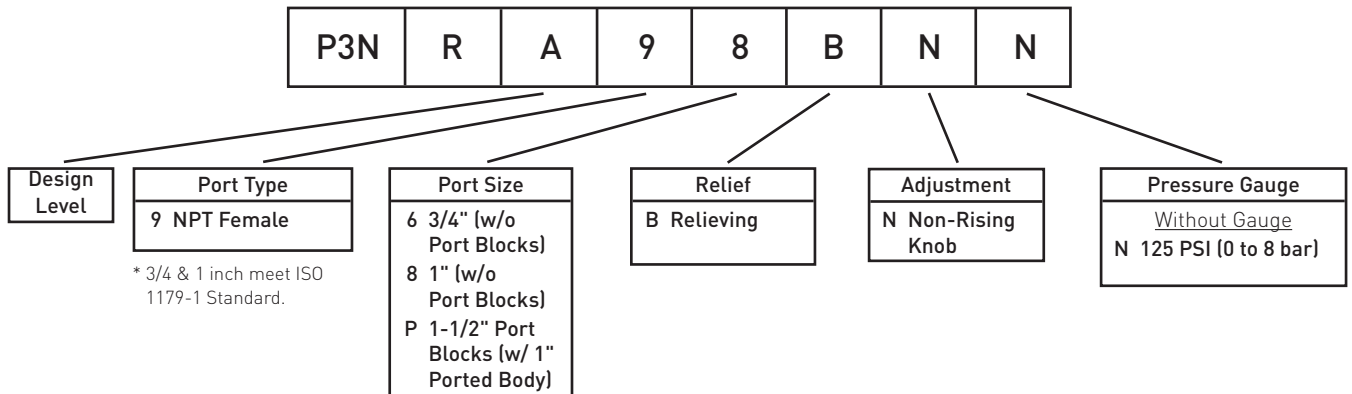 P3N R A 9 8 B N N
Design
Level
Port Type
9 NPT Female
* 3/4 & 1 inch meet ISO
1179-1 Standard.
Port Size
6 3/4" (w/o
Port Blocks)
8 1" (w/o
Port Blocks)
P 1-1/2" Port
Blocks (w/ 1"
Ported Body)
Relief
B Relieving
Adjustment
N Non-Rising
Knob
Pressure Gauge
Without Gauge
N 125 PSI (0 to 8 bar)